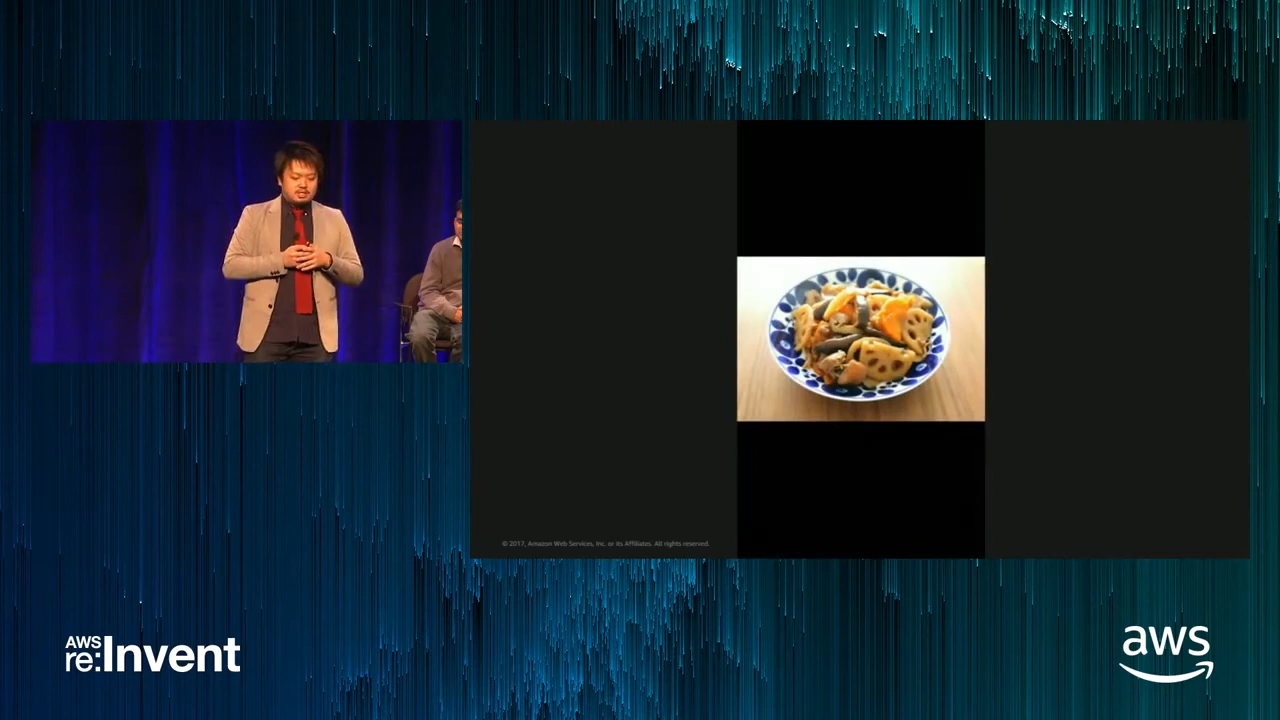 © 2017, Amazon Web Services, Inc. or its Affiliates. All rights reserved.
AWS
re:Invent
aws